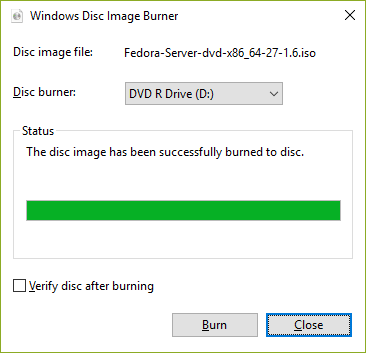 Windows Disc Image Burner
Disc image file: Fedora-Server-dvd-x86_64-27-1.6.iso
Disc burner: DVD R Drive (D:)
Status
The disc image has been successfully burned to disc.
Verify disc after burning
Burn Close